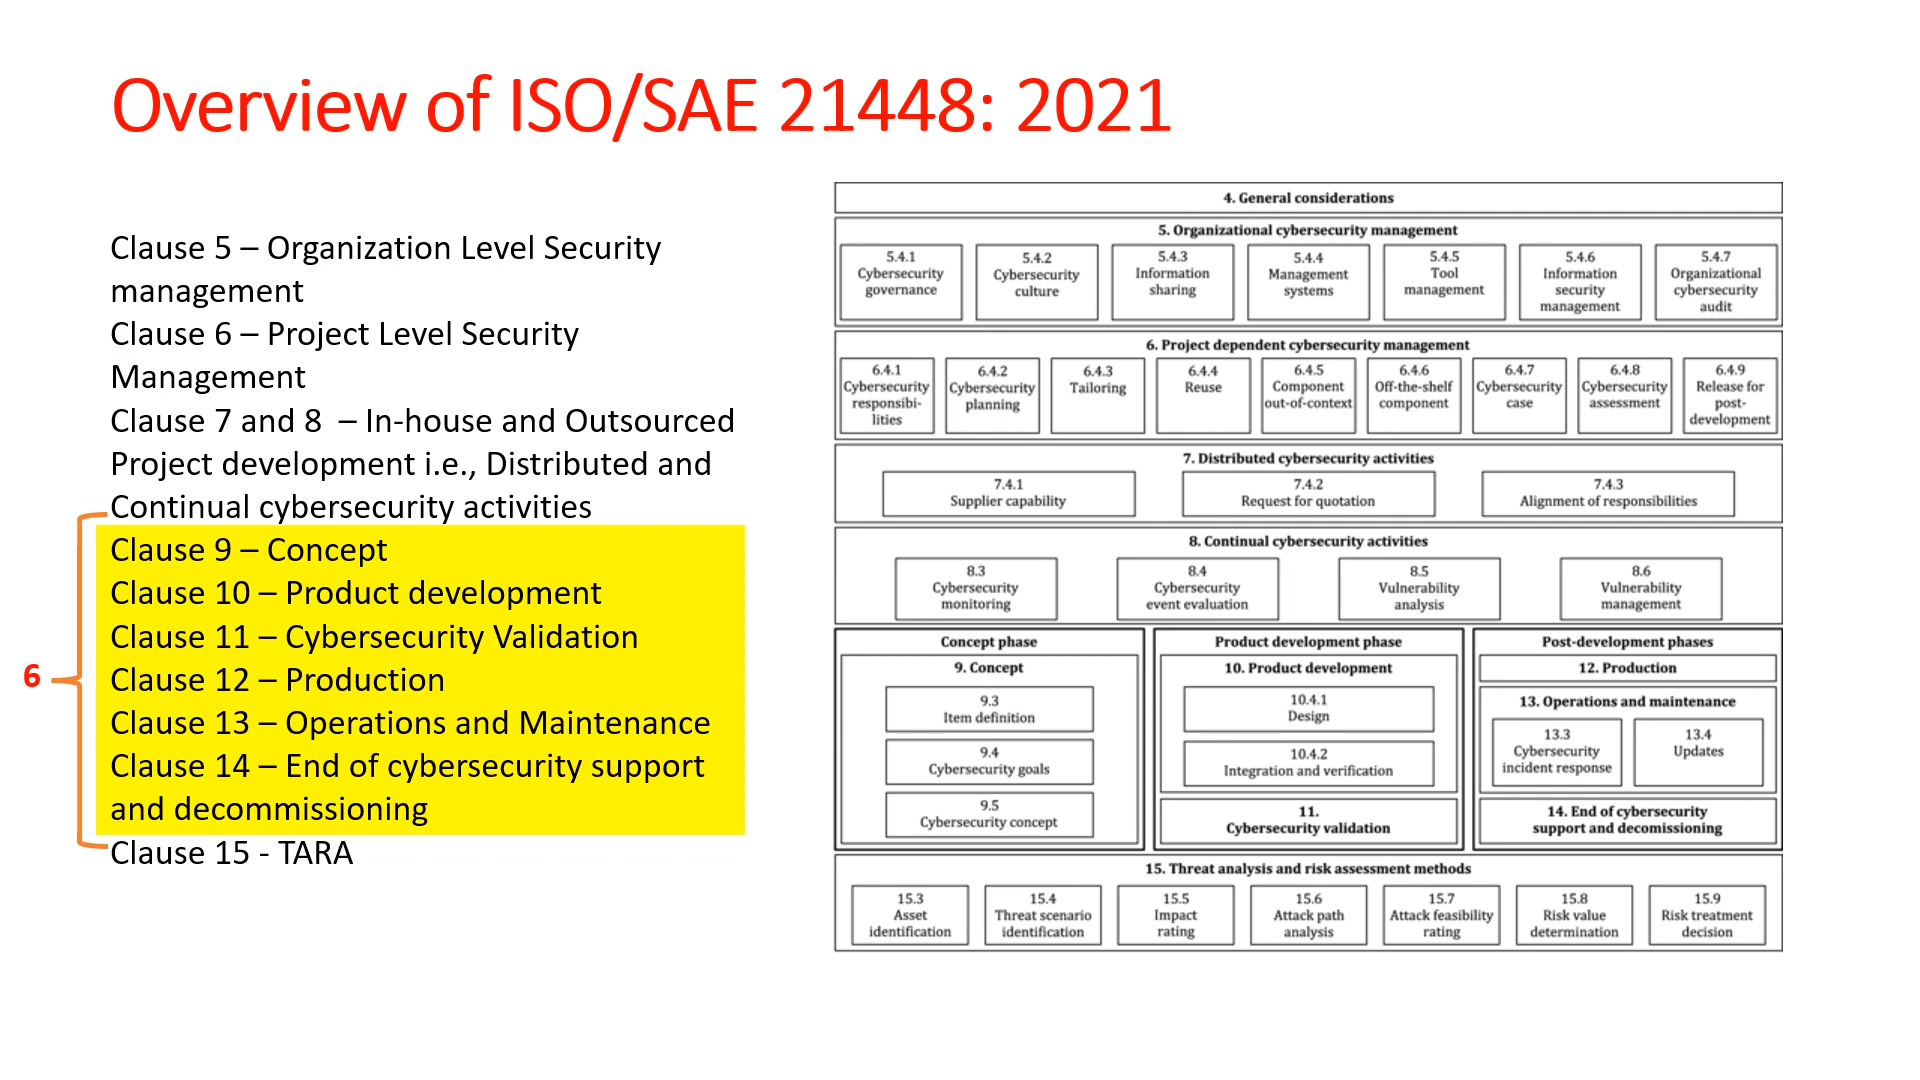 Overview of ISO/SAE 21448: 2021
Clause 5 – Organization Level Security
management
Clause 6 – Project Level Security
Management
Clause 7 and 8  – In-house and Outsourced
Project development i.e., Distributed and
Continual cybersecurity activities
Clause 9 – Concept
Clause 10 – Product development
Clause 11 – Cybersecurity Validation
Clause 12 – Production
Clause 13 – Operations and Maintenance
Clause 14 – End of cybersecurity support
and decommissioning
Clause 15 - TARA
6
4. General considerations
5. Organizational cybersecurity management
5.4.1
Cybersecurity
governance
5.4.2
Cybersecurity
culture
5.4.3
Information
sharing
5.4.4
Management
systems
5.4.5
Tool
management
5.4.6
Information
security
management
5.4.7
Organizational
cybersecurity
audit
6. Project dependent cybersecurity management
6.4.1
Cybersecurity
responsibi-
lities
6.4.2
Cybersecurity
planning
6.4.3
Tailoring
6.4.4
Reuse
6.4.5
Component
out-of-context
6.4.6
Off-the-shelf
component
6.4.7
Cybersecurity
case
6.4.8
Cybersecurity
assessment
6.4.9
Release for
post-
development
7. Distributed cybersecurity activities
7.4.1
Supplier capability
7.4.2
Request for quotation
7.4.3
Alignment of responsibilities
8. Continual cybersecurity activities
8.3
Cybersecurity
monitoring
8.4
Cybersecurity
event evaluation
8.5
Vulnerability
analysis
8.6
Vulnerability
management
Concept phase
9. Concept
9.3
Item definition
9.4
Cybersecurity goals
9.5
Cybersecurity concept
Product development phase
10. Product development
10.4.1
Design
10.4.2
Integration and verification
11.
Cybersecurity validation
Post-development phases
12. Production
13. Operations and maintenance
13.3
Cybersecurity
incident response
13.4
Updates
14. End of cybersecurity
support and decomissioning
15. Threat analysis and risk assessment methods
15.3
Asset
identification
15.4
Threat scenario
identification
15.5
Impact
rating
15.6
Attack path
analysis
15.7
Attack feasibility
rating
15.8
Risk value
determination
15.9
Risk treatment
decision